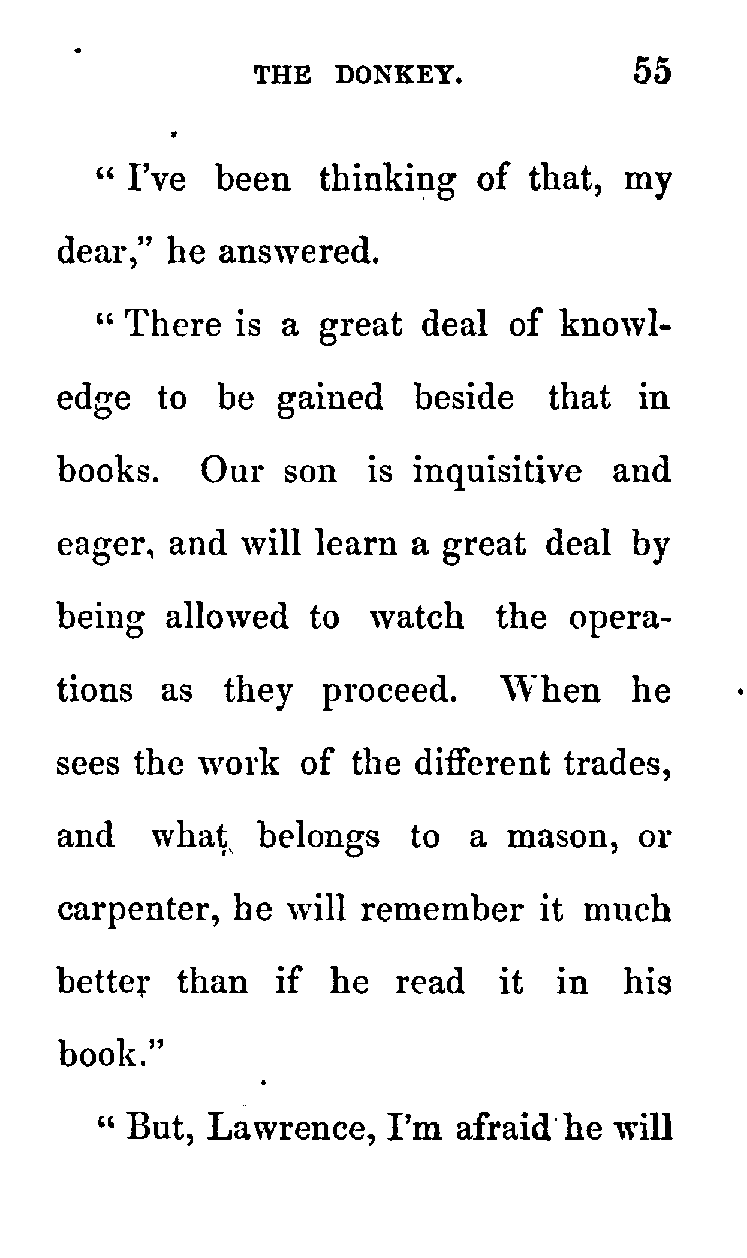 THE DONKEY. 55
“ I’ve been thinking of that, my
dear,” he answered.
“ There is a great deal of knowl-
edge to be gained beside that in
books. Our son is inquisitive and
eager, and will learn a great deal by
being allowed to watch the opera-
tions as they proceed. When he
sees the work of the different trades,
and what belongs to a mason, or
carpenter, he will remember it much
better than if he read it in his
book.”
“ But, Lawrence, I’m afraid he will